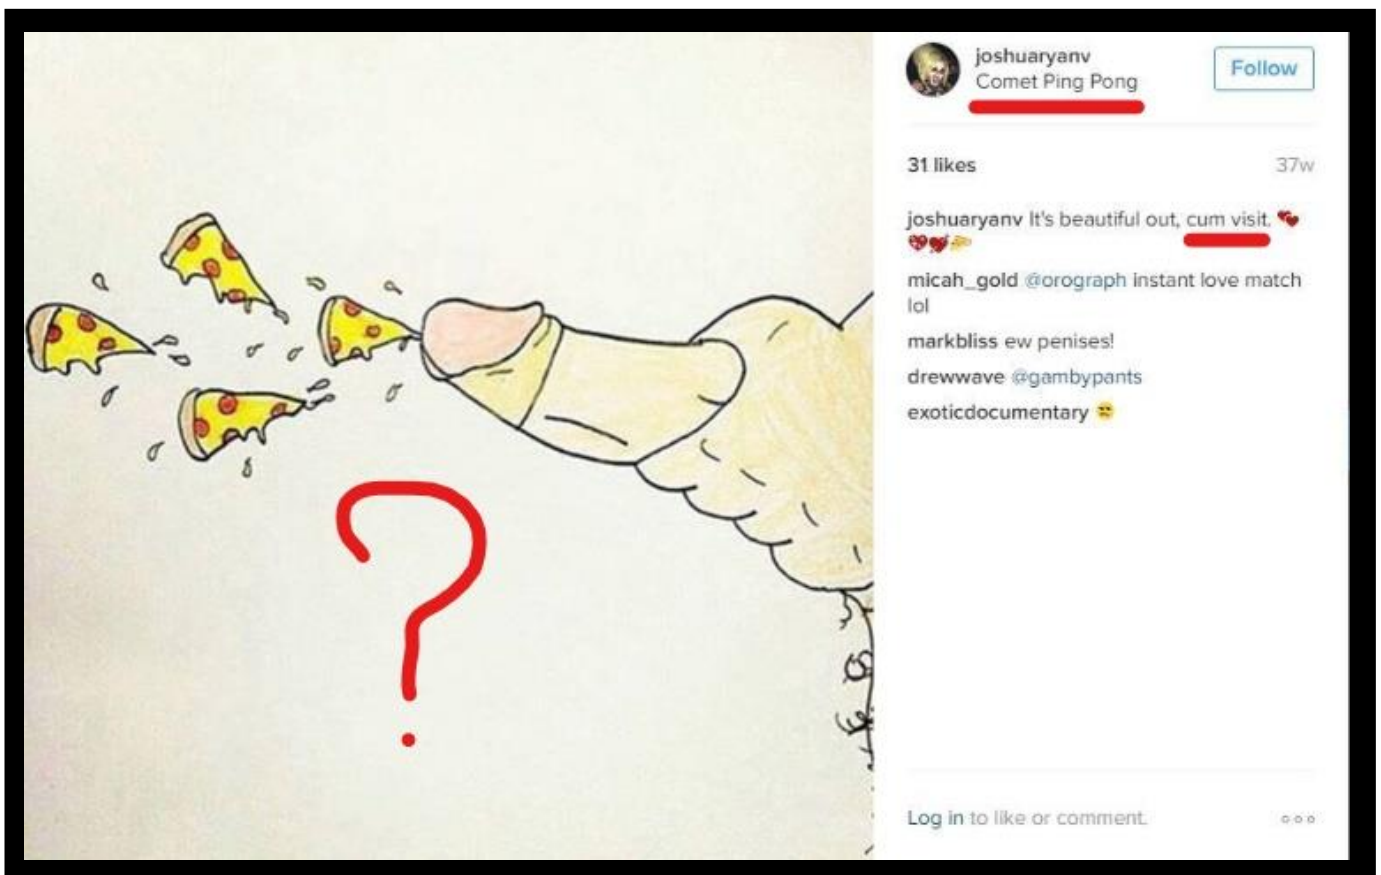 joshuaryanv
Comet Ping Pong
Follow
31 likes
37w
joshuaryanv It's beautiful out, cum visit.
micah_gold @orograph instant love match
lol
markbliss ew penises!
drewwave @gambypants
exoticdocumentary
?
Log in to like or comment.